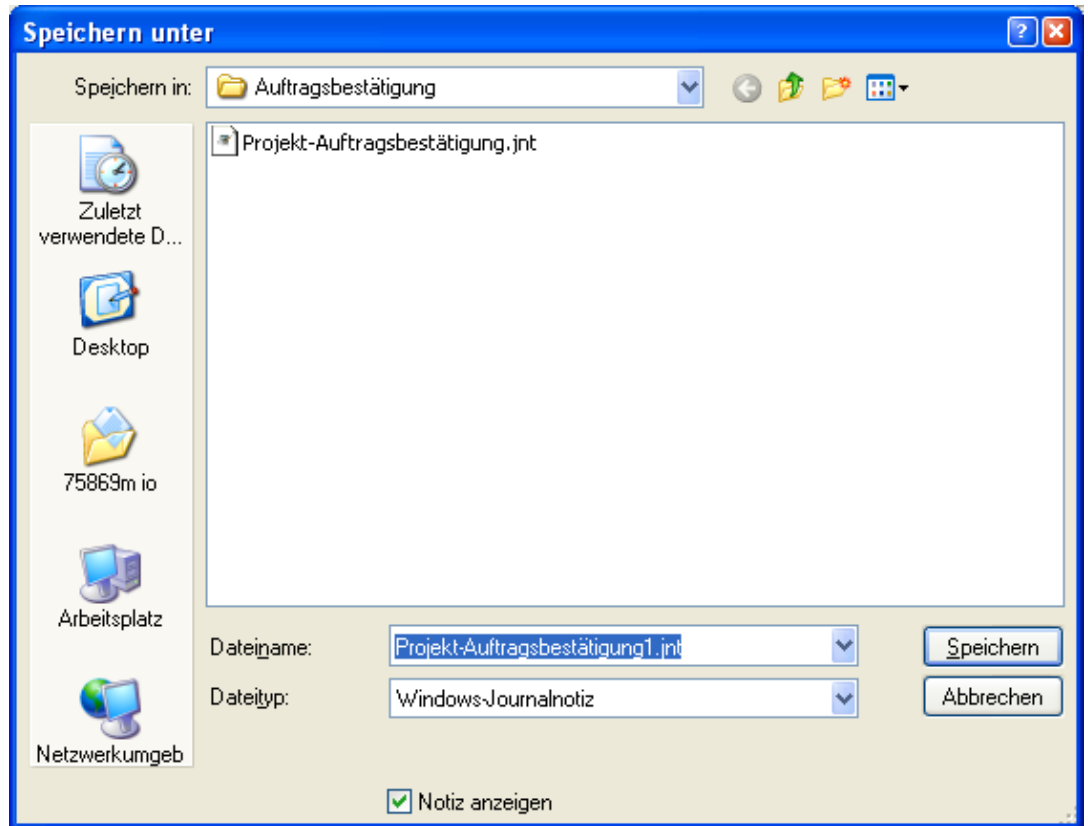 Speichern unter
Speichern in:
Auftragsbestätigung
Projekt-Auftragsbestätigung.jnt
Zuletzt
verwendete D...
Desktop
75869m io
Arbeitsplatz
Netzwerkumgeb
Dateiname:
Projekt-Auftragsbestätigung1.jnt
Speichern
Dateityp:
Windows-Journalnotiz
Abbrechen
Notiz anzeigen